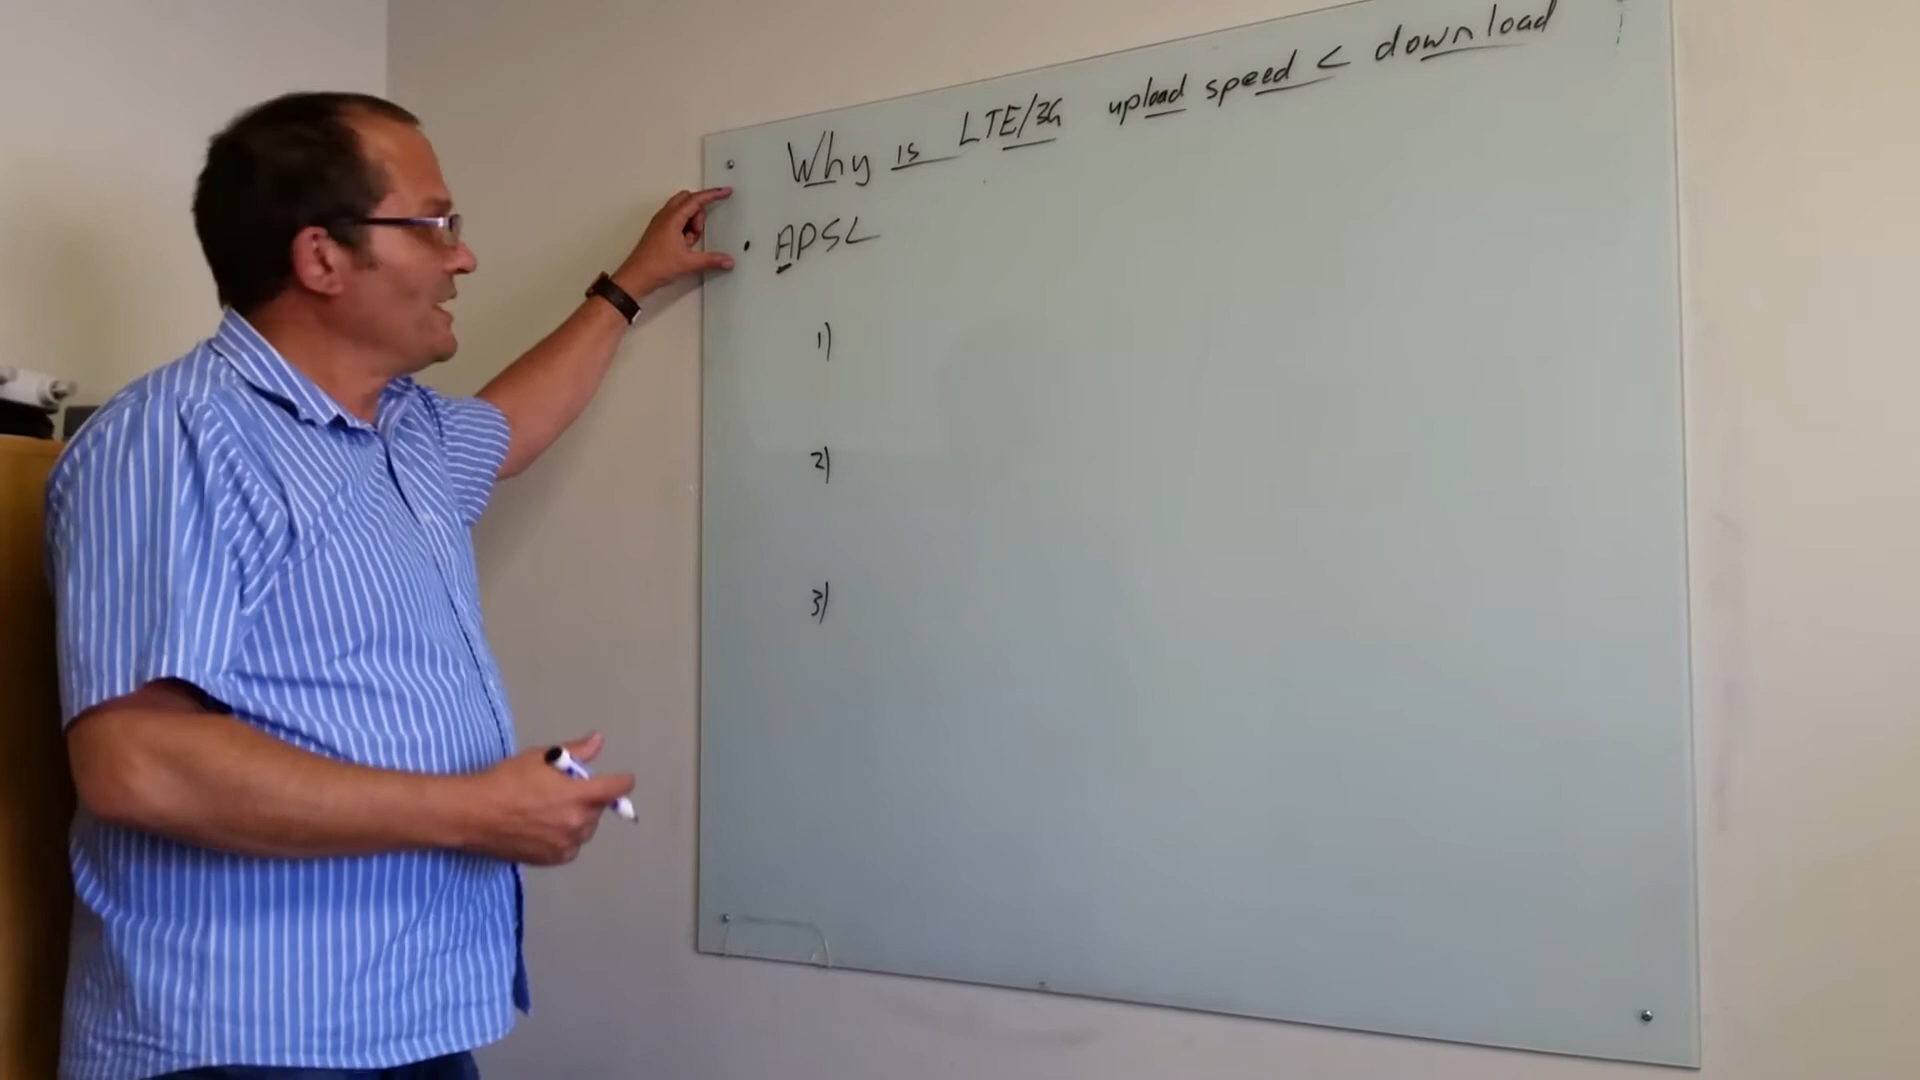 Why is LTE/3G upload speed < download
• ADSL
1)
2)
3)